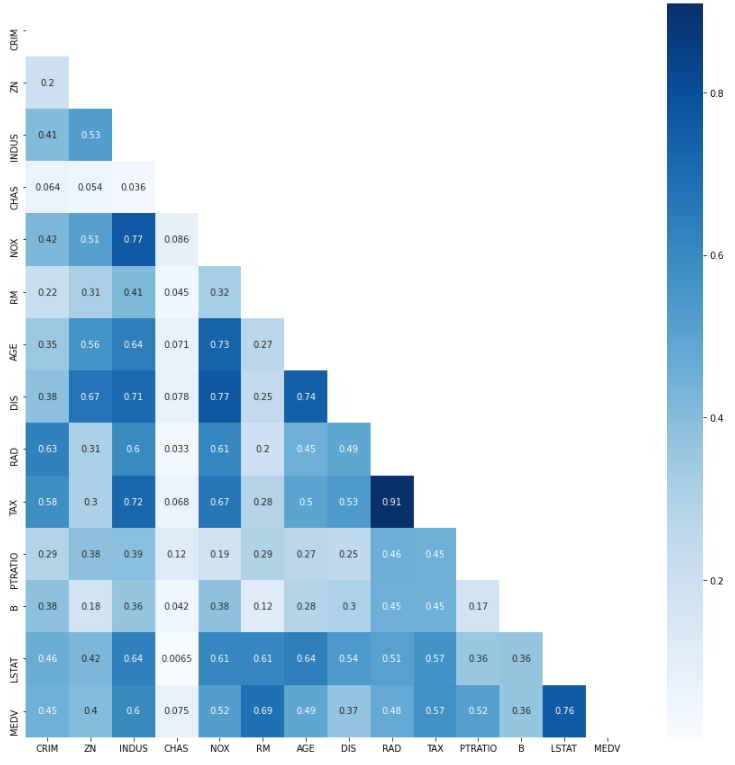 CRIM
ZN 0.2
INDUS 0.41 0.53
CHAS 0.064 0.054 0.036
NOX 0.42 0.51 0.77 0.086
RM 0.22 0.31 0.41 0.045 0.32
AGE 0.35 0.56 0.64 0.071 0.73 0.27
DIS 0.38 0.67 0.71 0.078 0.77 0.25 0.74
RAD 0.63 0.31 0.6 0.033 0.61 0.2 0.45 0.49
TAX 0.58 0.3 0.72 0.068 0.67 0.28 0.5 0.53 0.91
PTRATIO 0.29 0.38 0.39 0.12 0.19 0.29 0.27 0.25 0.46 0.45
B 0.38 0.18 0.36 0.042 0.38 0.12 0.28 0.3 0.45 0.45 0.17
LSTAT 0.46 0.42 0.64 0.0065 0.61 0.61 0.64 0.54 0.51 0.57 0.36 0.36
MEDV 0.45 0.4 0.6 0.075 0.52 0.69 0.49 0.37 0.48 0.57 0.52 0.36 0.76
CRIM ZN INDUS CHAS NOX RM AGE DIS RAD TAX PTRATIO B LSTAT MEDV
0.8
0.6
0.4
0.2